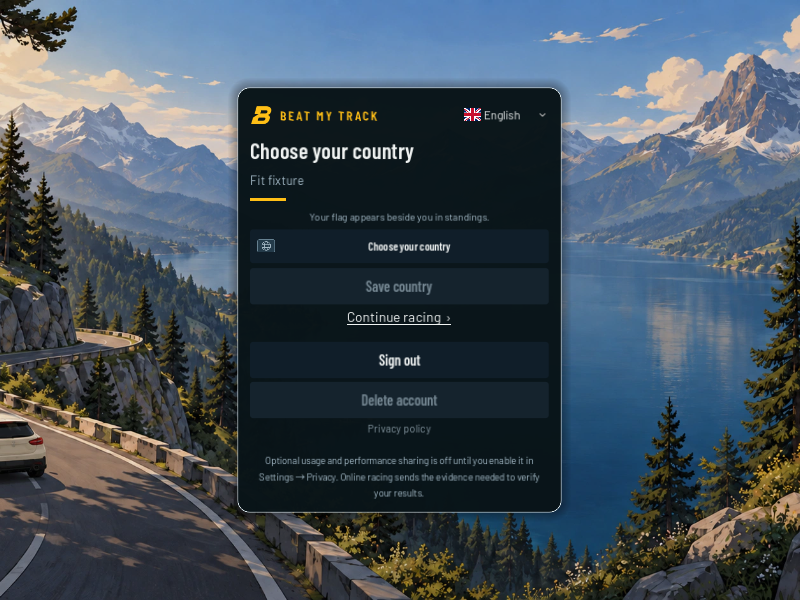 BEAT MY TRACK
English
Choose your country
Fit fixture
Your flag appears beside you in standings.
Choose your country
Save country
Continue racing ›
Sign out
Delete account
Privacy policy
Optional usage and performance sharing is off until you enable it in
Settings → Privacy. Online racing sends the evidence needed to verify
your results.